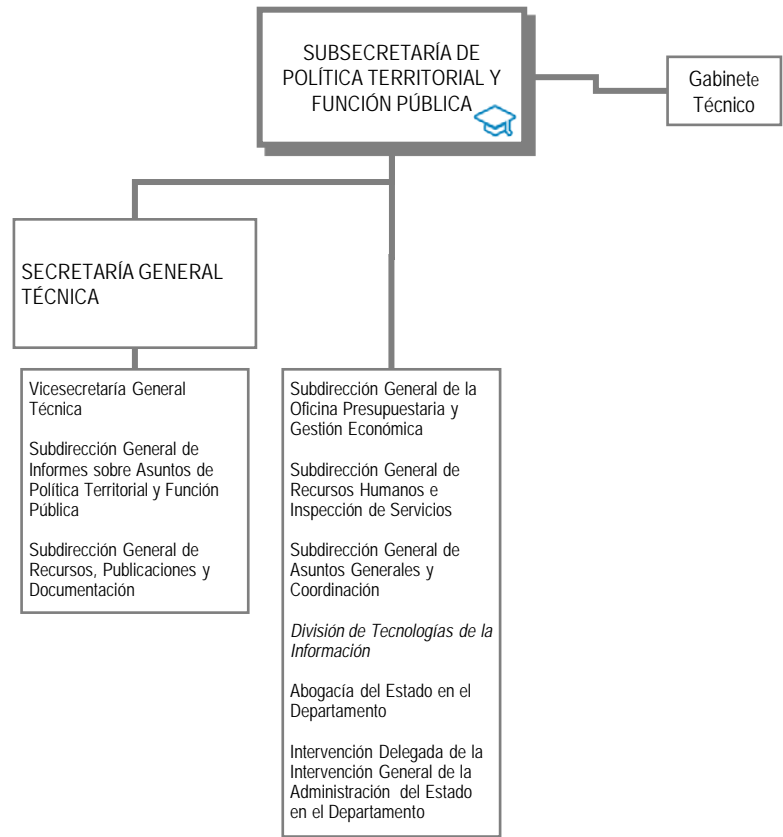 SUBSECRETARÍA DE
POLÍTICA TERRITORIAL Y
FUNCIÓN PÚBLICA
Gabinete
Técnico
SECRETARÍA GENERAL
TÉCNICA
Vicesecretaría General
Técnica
Subdirección General de
Informes sobre Asuntos de
Política Territorial y Función
Pública
Subdirección General de
Recursos, Publicaciones y
Documentación
Subdirección General de la
Oficina Presupuestaria y
Gestión Económica
Subdirección General de
Recursos Humanos e
Inspección de Servicios
Subdirección General de
Asuntos Generales y
Coordinación
División de Tecnologías de la
Información
Abogacía del Estado en el
Departamento
Intervención Delegada de la
Intervención General de la
Administración del Estado
en el Departamento